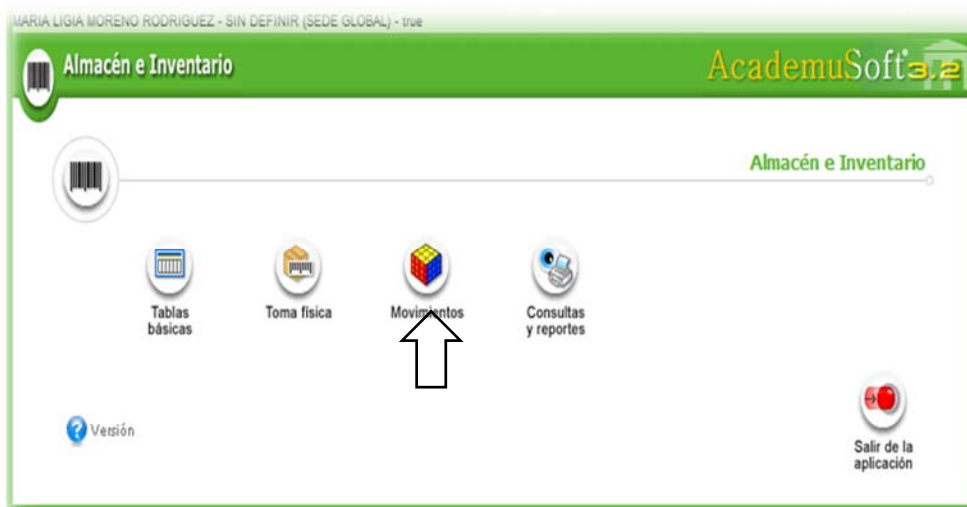 MARIA LIGIA MORENO RODRIGUEZ - SIN DEFINIR (SEDE GLOBAL) - true
Almacén e Inventario
AcademuSoft 3.2
Almacén e Inventario
Tablas
básicas
Toma física
Movimientos
Consultas
y reportes
Versión
Salir de la
aplicación